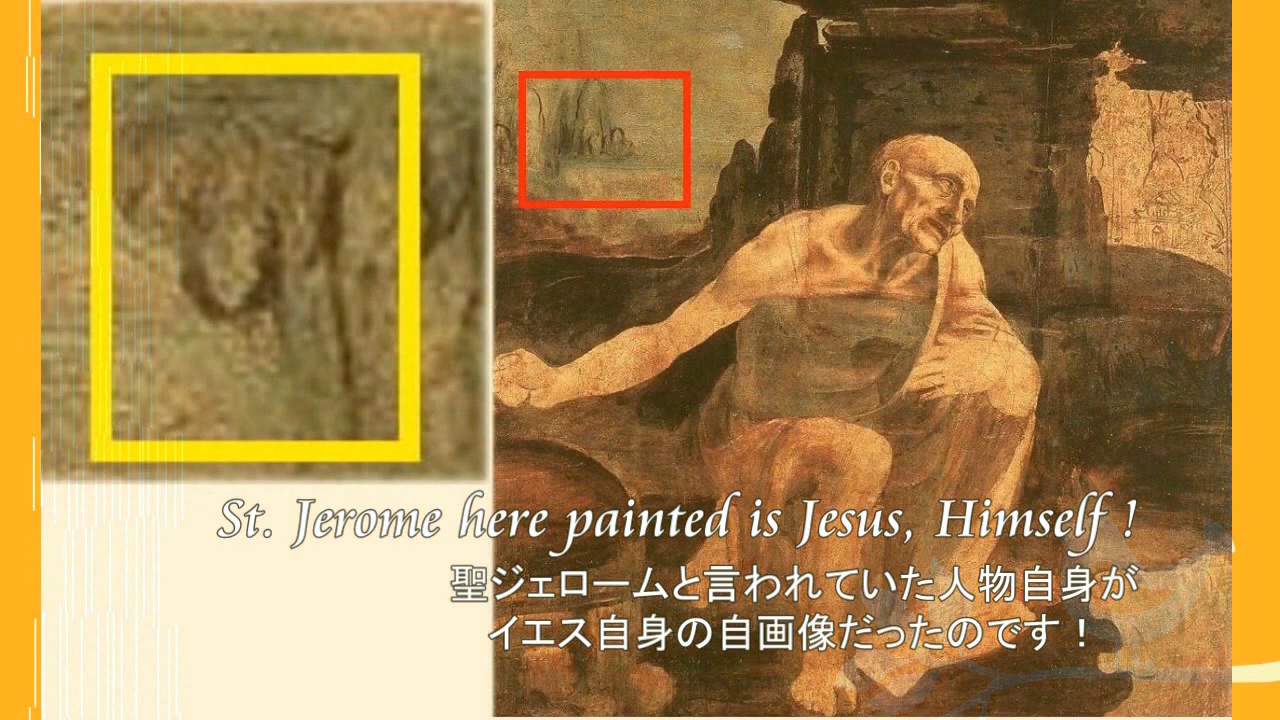 St. Jerome here painted is Jesus, Himself !
聖ジェロームと言われていた人物自身が
イエス自身の自画像だったのです！